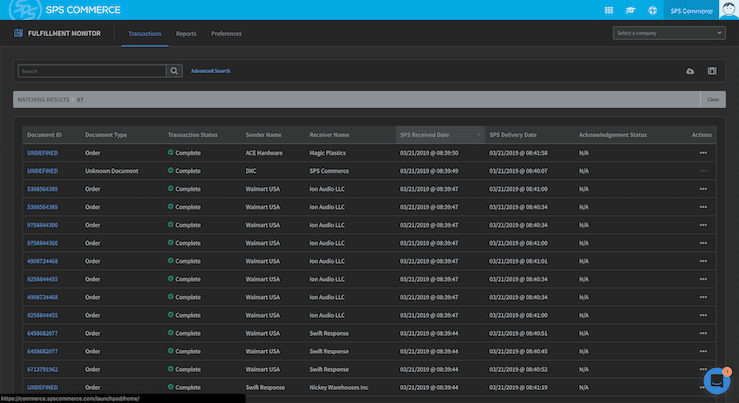 SPS COMMERCE SPS Commerce
FULFILLMENT MONITOR Transactions Reports Preferences Select a company
Search Advanced Search
MATCHING RESULTS 67 Clear
Document ID Document Type Transaction Status Sender Name Receiver Name SPS Received Date SPS Delivery Date Acknowledgement Status Actions
UNDEFINED Order Complete ACE Hardware Magic Plastics 03/21/2019 @ 08:39:50 03/21/2019 @ 08:41:58 N/A
UNDEFINED Unknown Document Complete DXC SPS Commerce 03/21/2019 @ 08:39:49 03/21/2019 @ 08:40:07 N/A
5308564389 Order Complete Walmart USA Ion Audio LLC 03/21/2019 @ 08:39:47 03/21/2019 @ 08:41:00 N/A
5308564389 Order Complete Walmart USA Ion Audio LLC 03/21/2019 @ 08:39:47 03/21/2019 @ 08:40:34 N/A
9758844300 Order Complete Walmart USA Ion Audio LLC 03/21/2019 @ 08:39:47 03/21/2019 @ 08:40:34 N/A
9758844300 Order Complete Walmart USA Ion Audio LLC 03/21/2019 @ 08:39:47 03/21/2019 @ 08:41:00 N/A
4908724468 Order Complete Walmart USA Ion Audio LLC 03/21/2019 @ 08:39:47 03/21/2019 @ 08:41:00 N/A
9258844455 Order Complete Walmart USA Ion Audio LLC 03/21/2019 @ 08:39:47 03/21/2019 @ 08:40:34 N/A
4908724468 Order Complete Walmart USA Ion Audio LLC 03/21/2019 @ 08:39:47 03/21/2019 @ 08:40:34 N/A
9258844455 Order Complete Walmart USA Ion Audio LLC 03/21/2019 @ 08:39:47 03/21/2019 @ 08:41:00 N/A
6458682077 Order Complete Walmart USA Swift Response 03/21/2019 @ 08:39:44 03/21/2019 @ 08:40:51 N/A
6458682077 Order Complete Walmart USA Swift Response 03/21/2019 @ 08:39:44 03/21/2019 @ 08:40:45 N/A
6713791962 Order Complete Walmart USA Swift Response 03/21/2019 @ 08:39:44 03/21/2019 @ 08:40:52 N/A
UNDEFINED Order Complete Swift Response Nickey Warehouses Inc 03/21/2019 @ 08:39:44 03/21/2019 @ 08:41:19 N/A
https://commerce.spscommerce.com/launchpad/home/